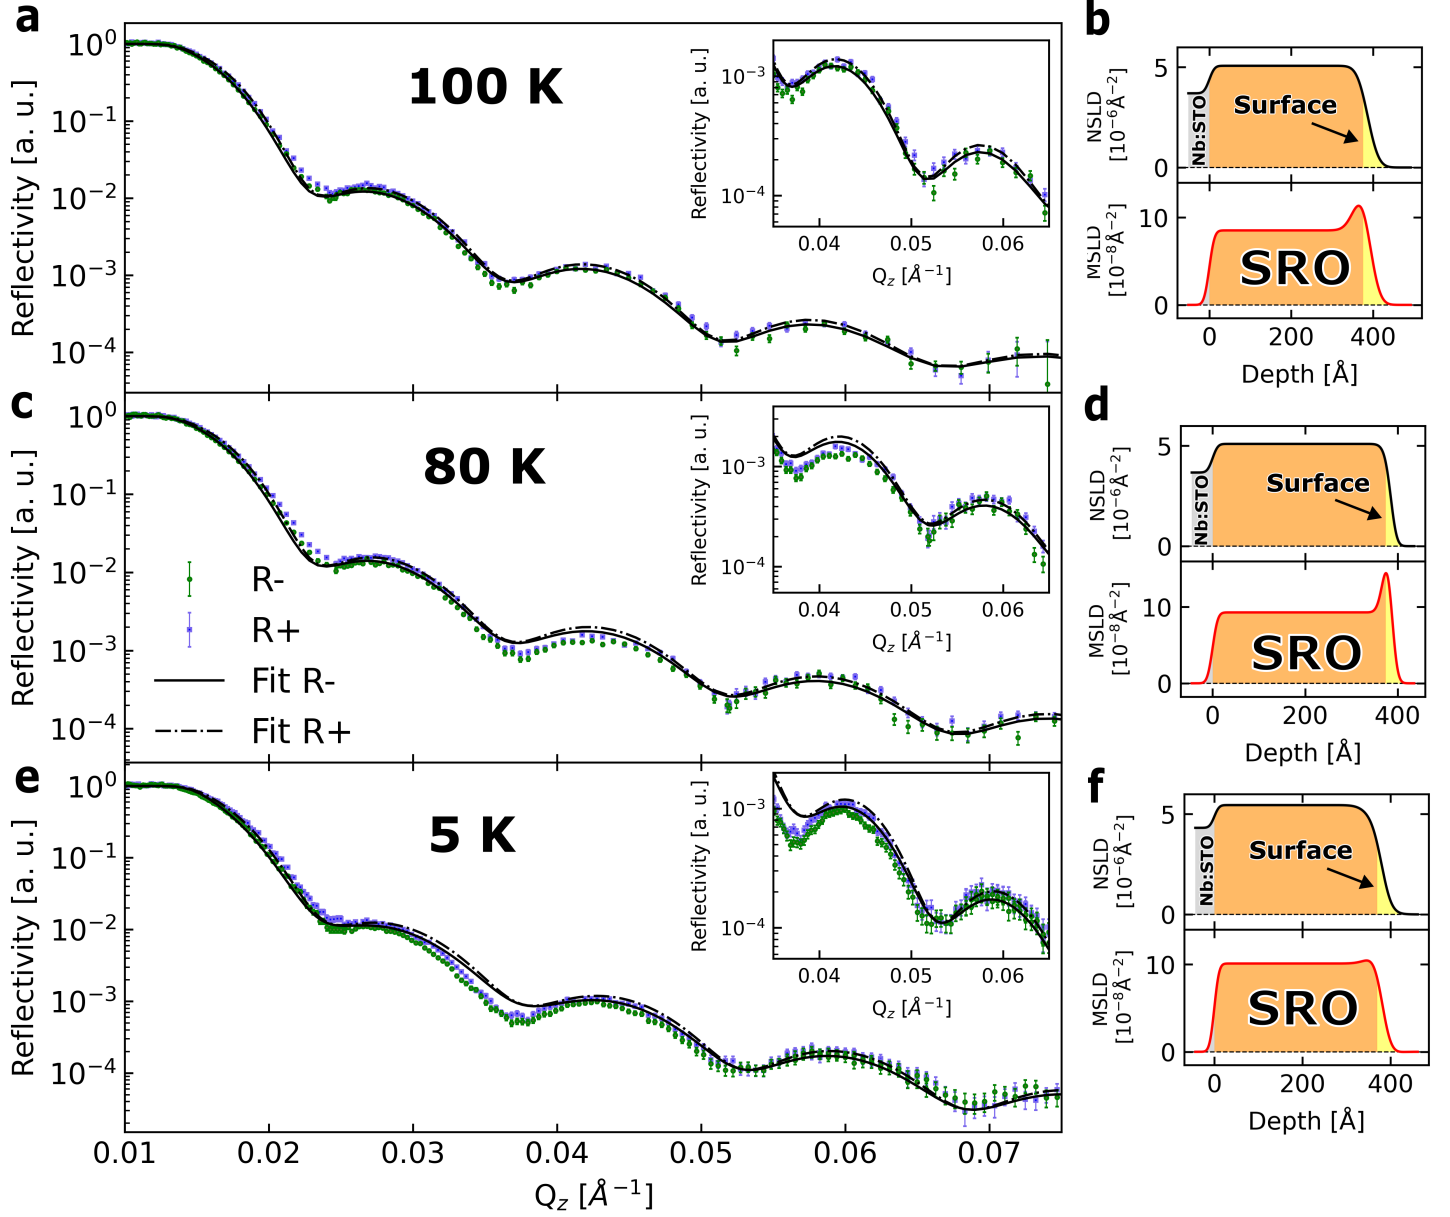 a
100 K
Reflectivity [a. u.]
10⁰
10⁻¹
10⁻²
10⁻³
10⁻⁴
Reflectivity [a. u.]
10⁻³
10⁻⁴
0.04 0.05 0.06
Q_z [Å⁻¹]
b
NSLD
[10⁻⁶Å⁻²]
5
0
Nb:STO
Surface
MSLD
[10⁻⁸Å⁻²]
10
0
SRO
0 200 400
Depth [Å]
c
80 K
Reflectivity [a. u.]
10⁰
10⁻¹
10⁻²
10⁻³
10⁻⁴
R-
R+
Fit R-
Fit R+
Reflectivity [a. u.]
10⁻³
10⁻⁴
0.04 0.05 0.06
Q_z [Å⁻¹]
d
NSLD
[10⁻⁶Å⁻²]
5
0
Nb:STO
Surface
MSLD
[10⁻⁸Å⁻²]
10
0
SRO
0 200 400
Depth [Å]
e
5 K
Reflectivity [a. u.]
10⁰
10⁻¹
10⁻²
10⁻³
10⁻⁴
Reflectivity [a. u.]
10⁻³
10⁻⁴
0.04 0.05 0.06
Q_z [Å⁻¹]
0.01 0.02 0.03 0.04 0.05 0.06 0.07
Q_z [Å⁻¹]
f
NSLD
[10⁻⁶Å⁻²]
5
0
Nb:STO
Surface
MSLD
[10⁻⁸Å⁻²]
10
0
SRO
0 200 400
Depth [Å]